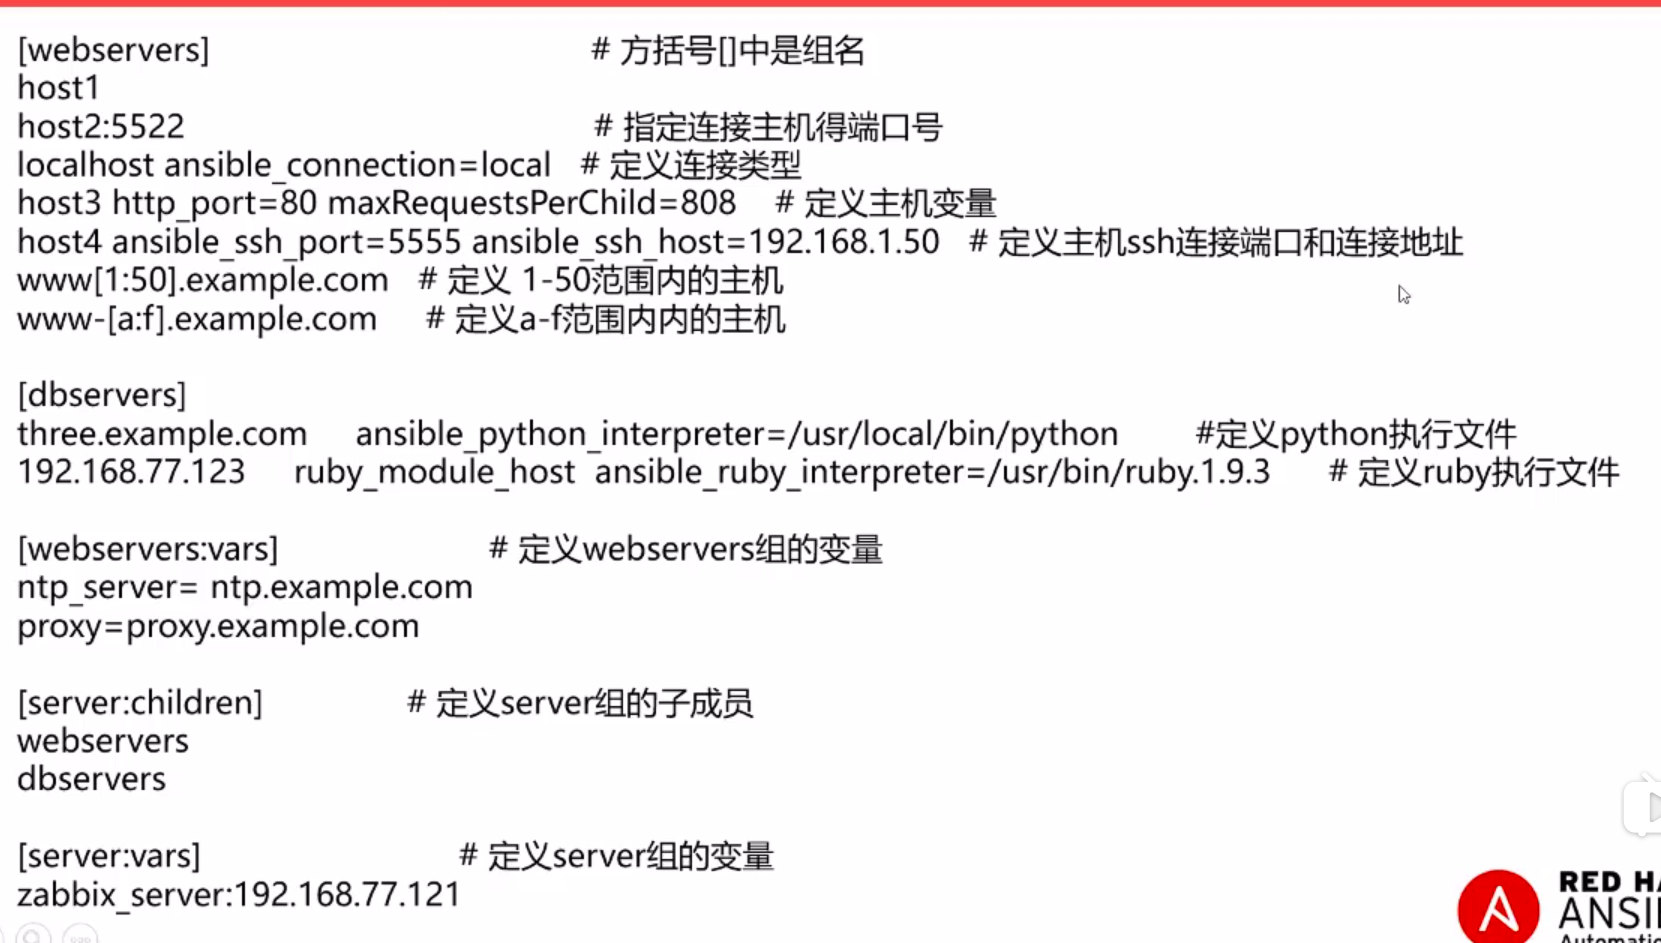 [webservers] # 方括号[]中是组名
host1
host2:5522 # 指定连接主机得端口号
localhost ansible_connection=local # 定义连接类型
host3 http_port=80 maxRequestsPerChild=808 # 定义主机变量
host4 ansible_ssh_port=5555 ansible_ssh_host=192.168.1.50 # 定义主机ssh连接端口和连接地址
www[1:50].example.com # 定义 1-50范围内的主机
www-[a:f].example.com # 定义a-f范围内内的主机
[dbservers]
three.example.com ansible_python_interpreter=/usr/local/bin/python #定义python执行文件
192.168.77.123 ruby_module_host ansible_ruby_interpreter=/usr/bin/ruby.1.9.3 # 定义ruby执行文件
[webservers:vars] # 定义webservers组的变量
ntp_server= ntp.example.com
proxy=proxy.example.com
[server:children] # 定义server组的子成员
webservers
dbservers
[server:vars] # 定义server组的变量
zabbix_server:192.168.77.121
RED